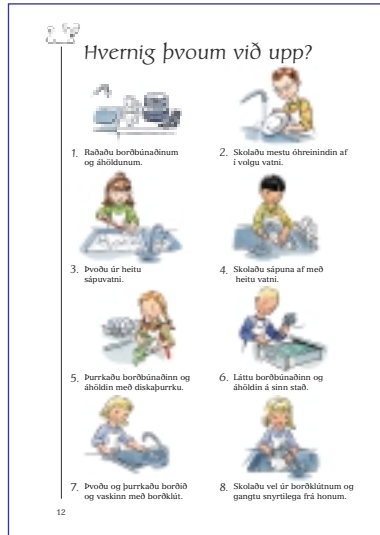 Hvernig þvoum við upp?
1. Raðaðu borðbúnaðinum
og áhöldunum.
2. Skolaðu mestu óhreinindin af
í volgu vatni.
3. Þvoðu úr heitu
sápuvatni.
4. Skolaðu sápuna af með
heitu vatni.
5. Þurrkaðu borðbúnaðinn og
áhöldin með diskaþurrku.
6. Láttu borðbúnaðinn og
áhöldin á sinn stað.
7. Þvoðu og þurrkaðu borðið
og vaskinn með borðklút.
8. Skolaðu vel úr borðklútnum og
gangtu snyrtilega frá honum.
12